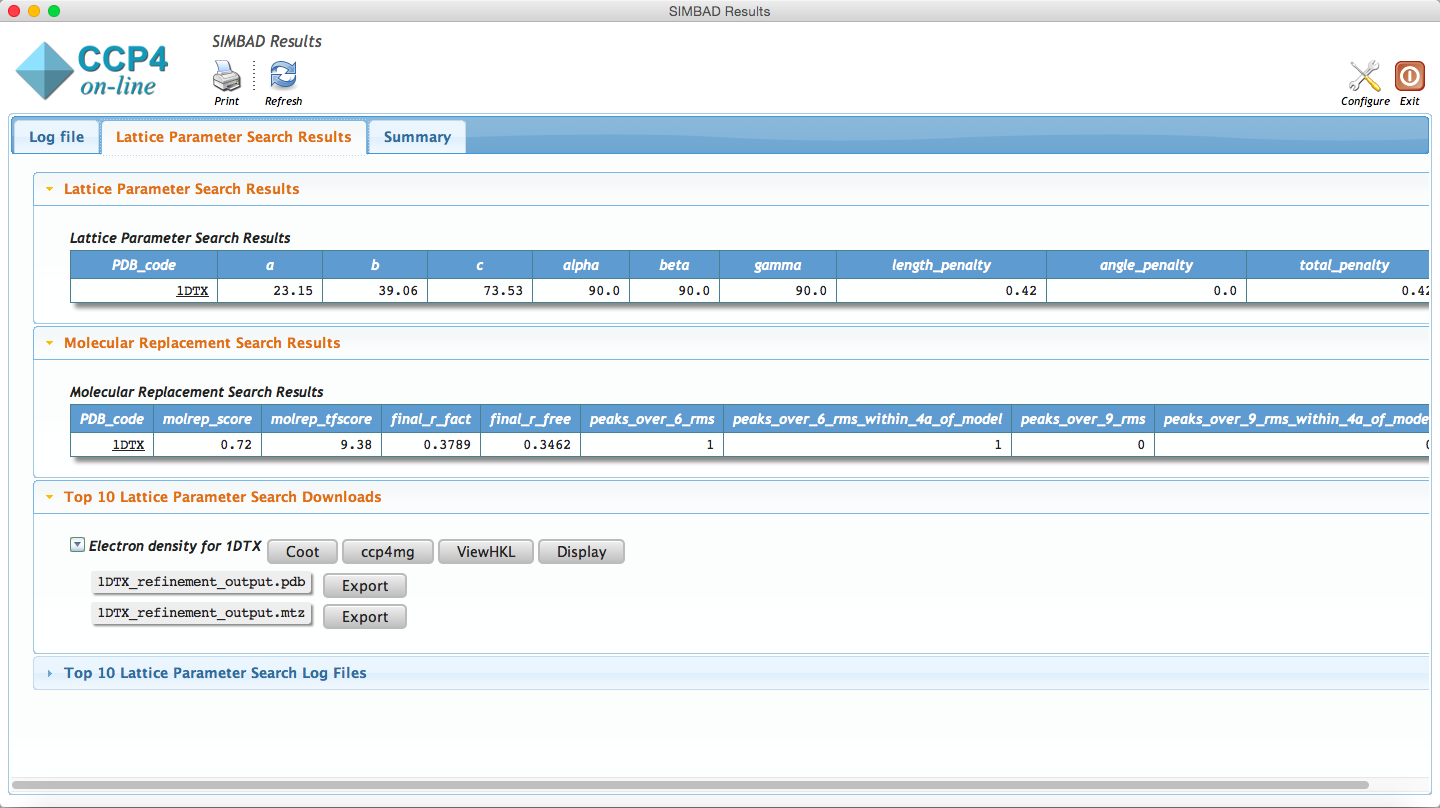 SIMBAD Results
CCP4
on-line
SIMBAD Results
Print
Refresh
Configure
Exit
Log file
Lattice Parameter Search Results
Summary
Lattice Parameter Search Results
Lattice Parameter Search Results
PDB_code a b c alpha beta gamma length_penalty angle_penalty total_penalty
1DTX 23.15 39.06 73.53 90.0 90.0 90.0 0.42 0.0 0.42
Molecular Replacement Search Results
Molecular Replacement Search Results
PDB_code molrep_score molrep_tfscore final_r_fact final_r_free peaks_over_6_rms peaks_over_6_rms_within_4a_of_model peaks_over_9_rms peaks_over_9_rms_within_4a_of_mode
1DTX 0.72 9.38 0.3789 0.3462 1 1 0
Top 10 Lattice Parameter Search Downloads
Electron density for 1DTX Coot ccp4mg ViewHKL Display
1DTX_refinement_output.pdb Export
1DTX_refinement_output.mtz Export
Top 10 Lattice Parameter Search Log Files